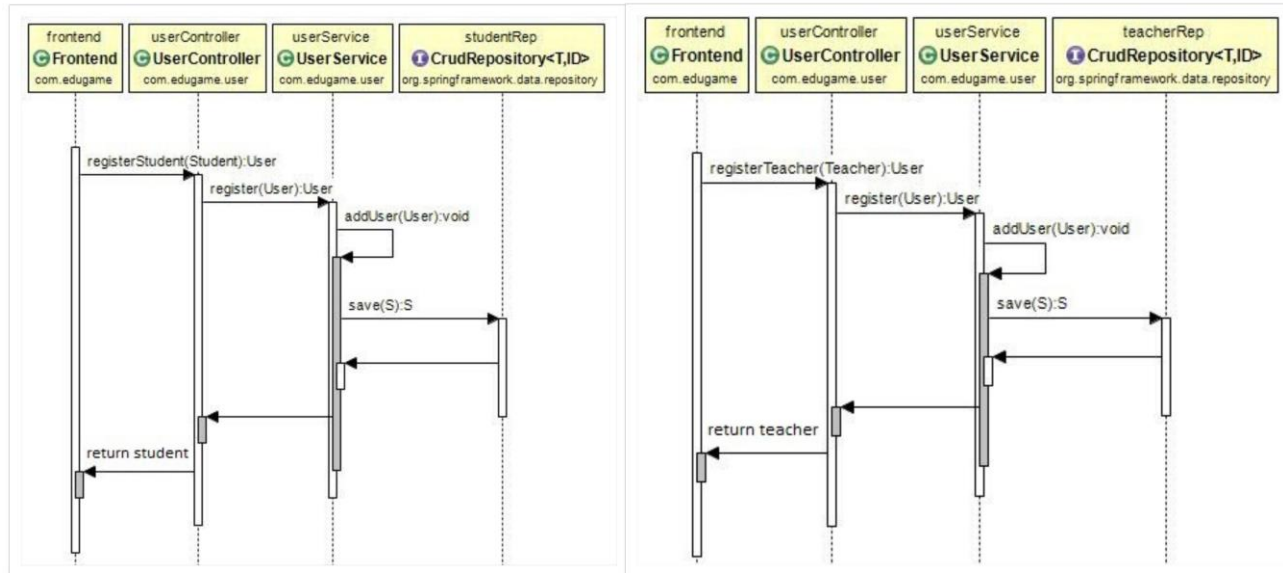 frontend
C Frontend
com.edugame
userController
C UserController
com.edugame.user
userService
C UserService
com.edugame.user
studentRep
I CrudRepository<T,ID>
org.springframework.data.repository
registerStudent(Student):User
register(User):User
addUser(User):void
save(S):S
return student
frontend
C Frontend
com.edugame
userController
C UserController
com.edugame.user
userService
C UserService
com.edugame.user
teacherRep
I CrudRepository<T,ID>
org.springframework.data.repository
registerTeacher(Teacher):User
register(User):User
addUser(User):void
save(S):S
return teacher